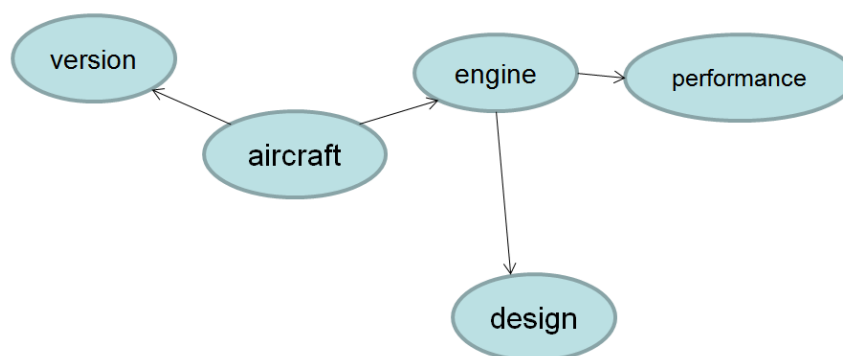 version
engine
performance
aircraft
design